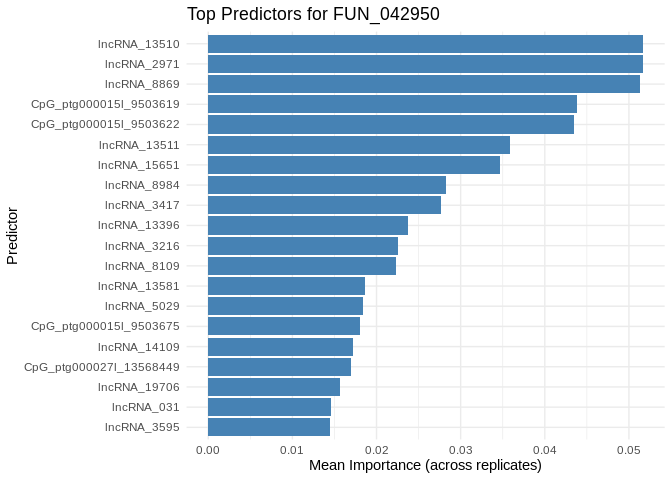 Top Predictors for FUN_042950
Predictor
lncRNA_13510
lncRNA_2971
lncRNA_8869
CpG_ptg000015l_9503619
CpG_ptg000015l_9503622
lncRNA_13511
lncRNA_15651
lncRNA_8984
lncRNA_3417
lncRNA_13396
lncRNA_3216
lncRNA_8109
lncRNA_13581
lncRNA_5029
CpG_ptg000015l_9503675
lncRNA_14109
CpG_ptg000027l_13568449
lncRNA_19706
lncRNA_031
lncRNA_3595
0.00 0.01 0.02 0.03 0.04 0.05
Mean Importance (across replicates)